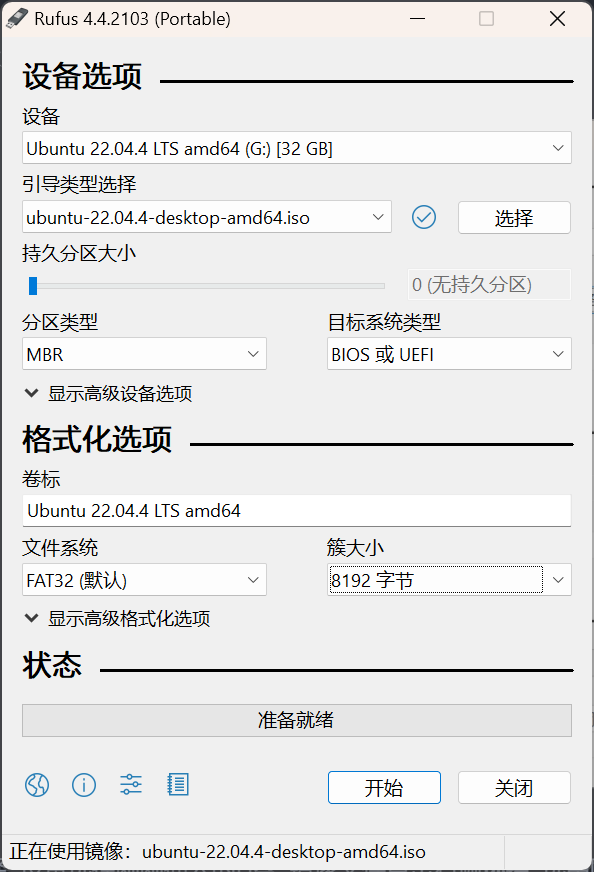 Rufus 4.4.2103 (Portable)
设备选项
设备
Ubuntu 22.04.4 LTS amd64 (G:) [32 GB]
引导类型选择
ubuntu-22.04.4-desktop-amd64.iso
选择
持久分区大小
0 (无持久分区)
分区类型
目标系统类型
MBR
BIOS 或 UEFI
显示高级设备选项
格式化选项
卷标
Ubuntu 22.04.4 LTS amd64
文件系统
簇大小
FAT32 (默认)
8192 字节
显示高级格式化选项
状态
准备就绪
开始
关闭
正在使用镜像：ubuntu-22.04.4-desktop-amd64.iso